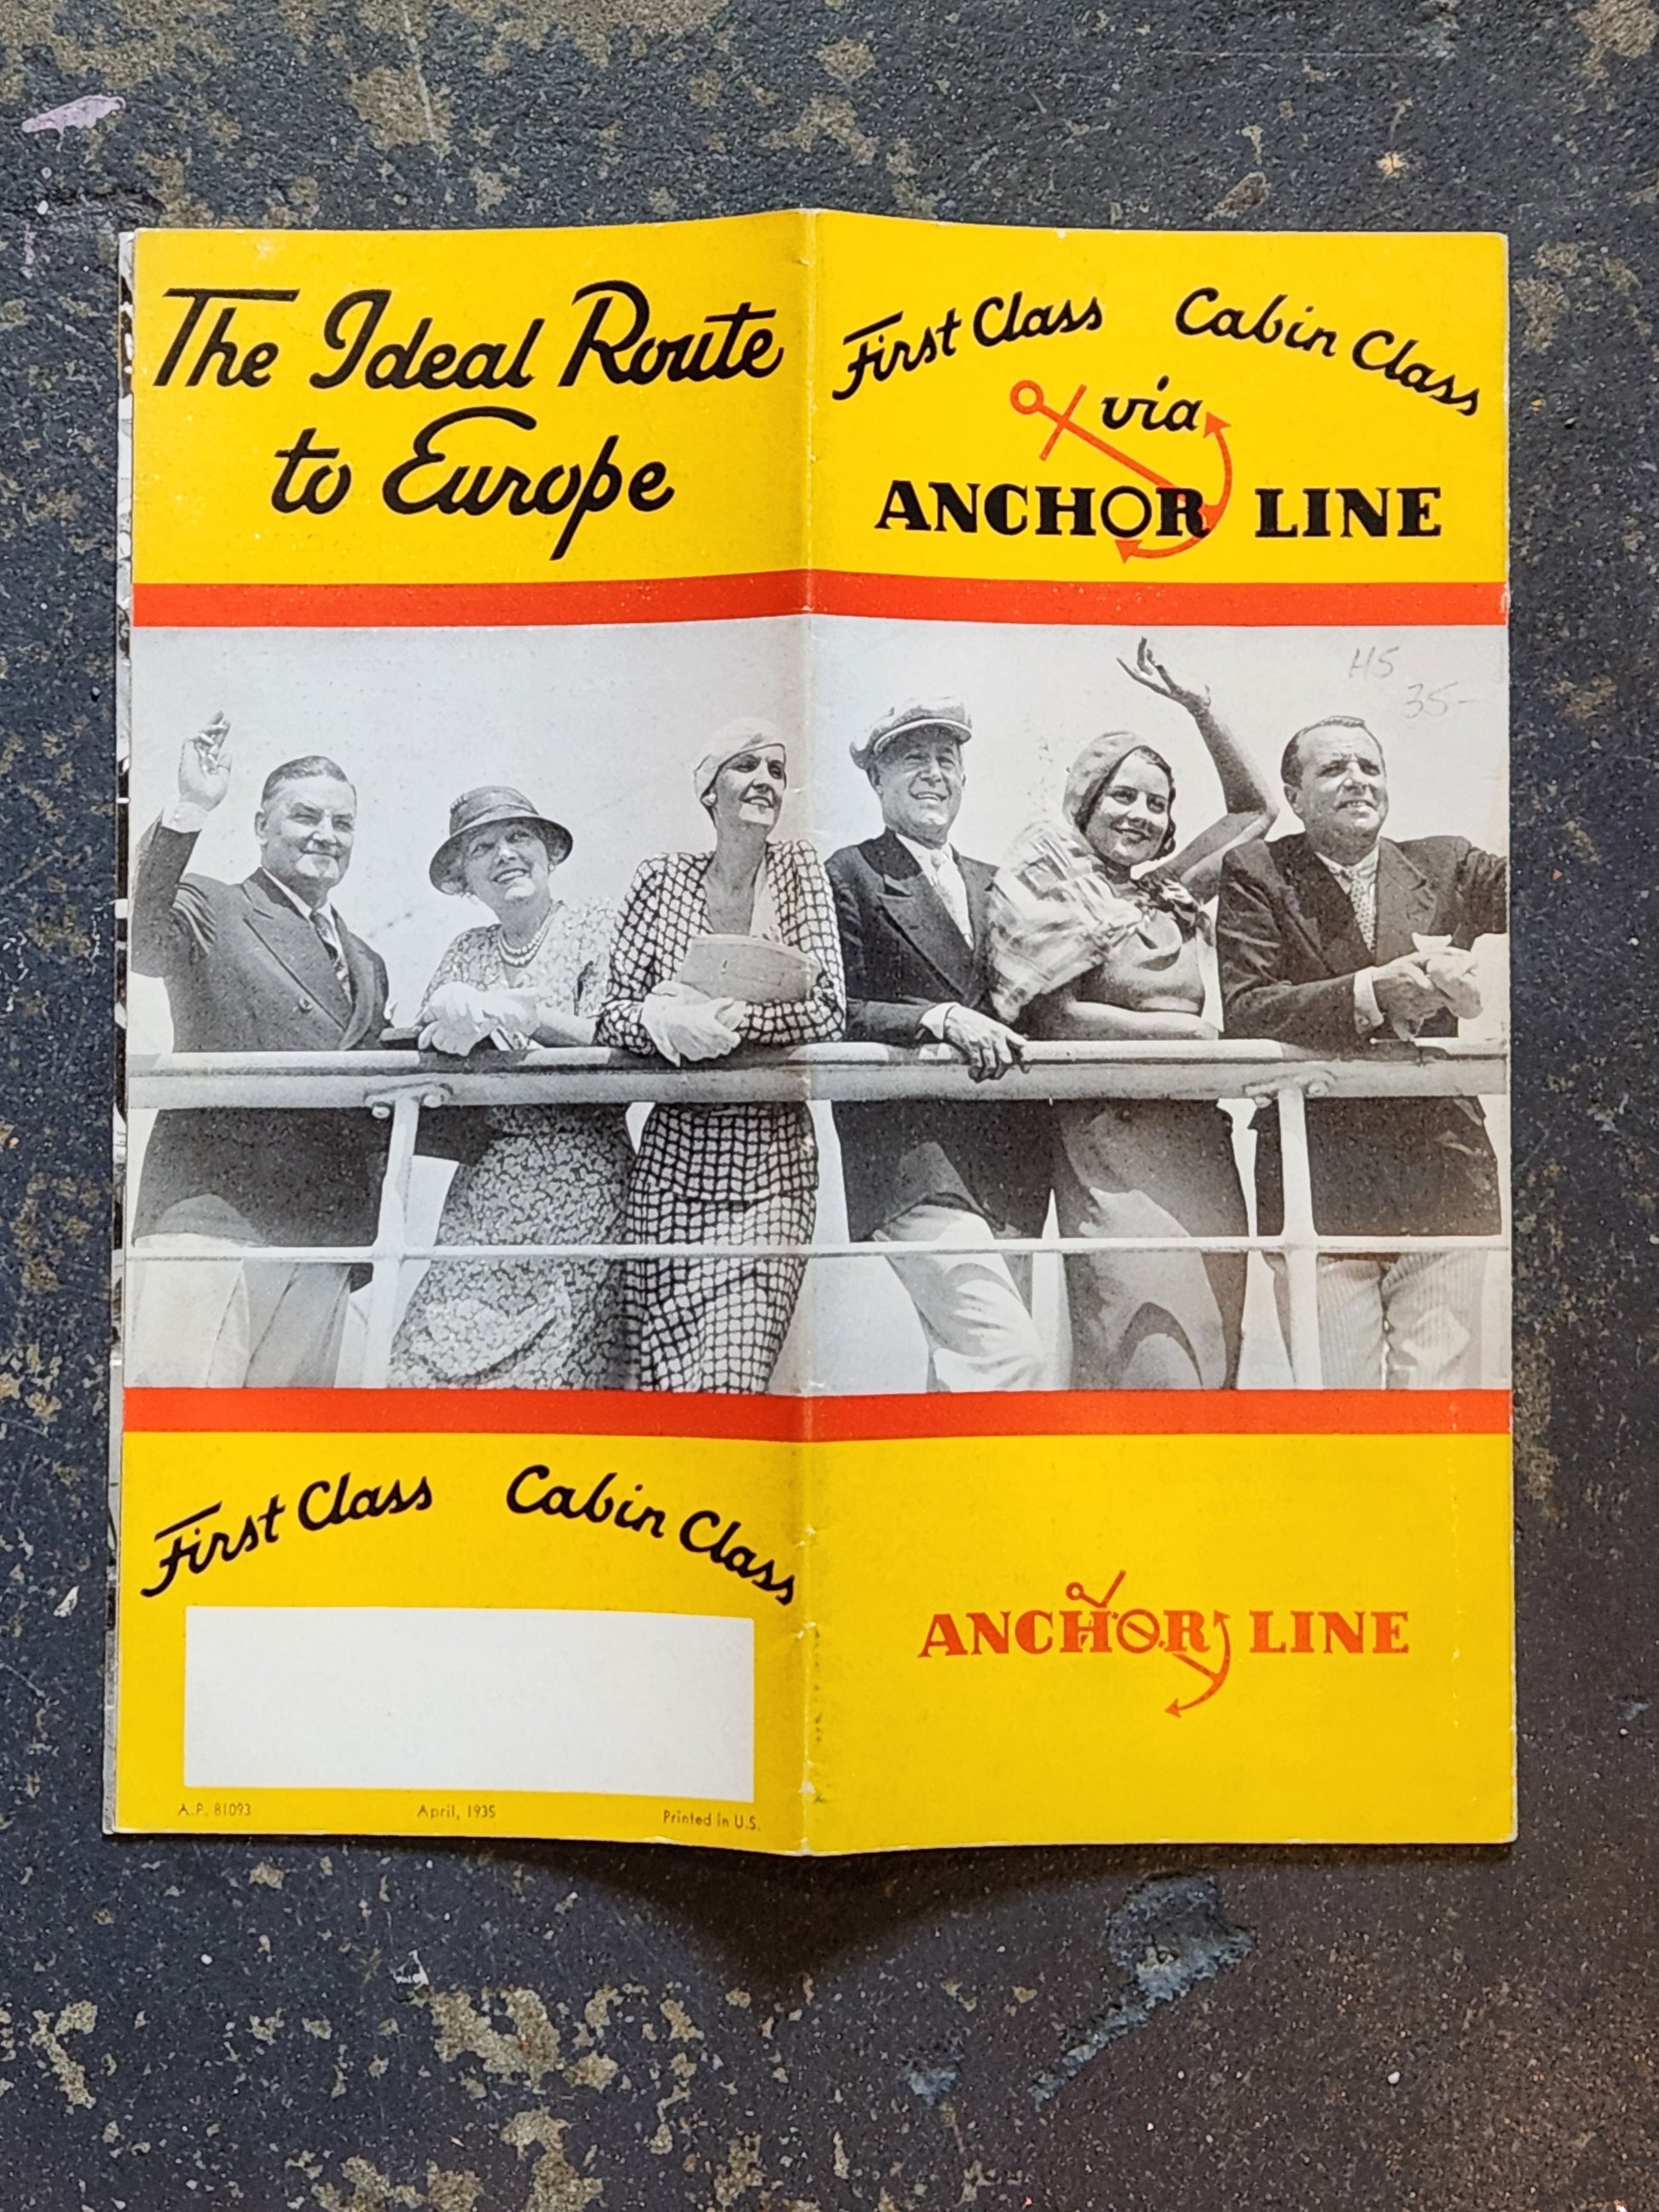 The Ideal Route
to Europe
First Class Cabin Class
A.P. 81093 April, 1935 Printed in U.S.
First Class Cabin Class
via
ANCHOR LINE
HS
35-
ANCHOR LINE